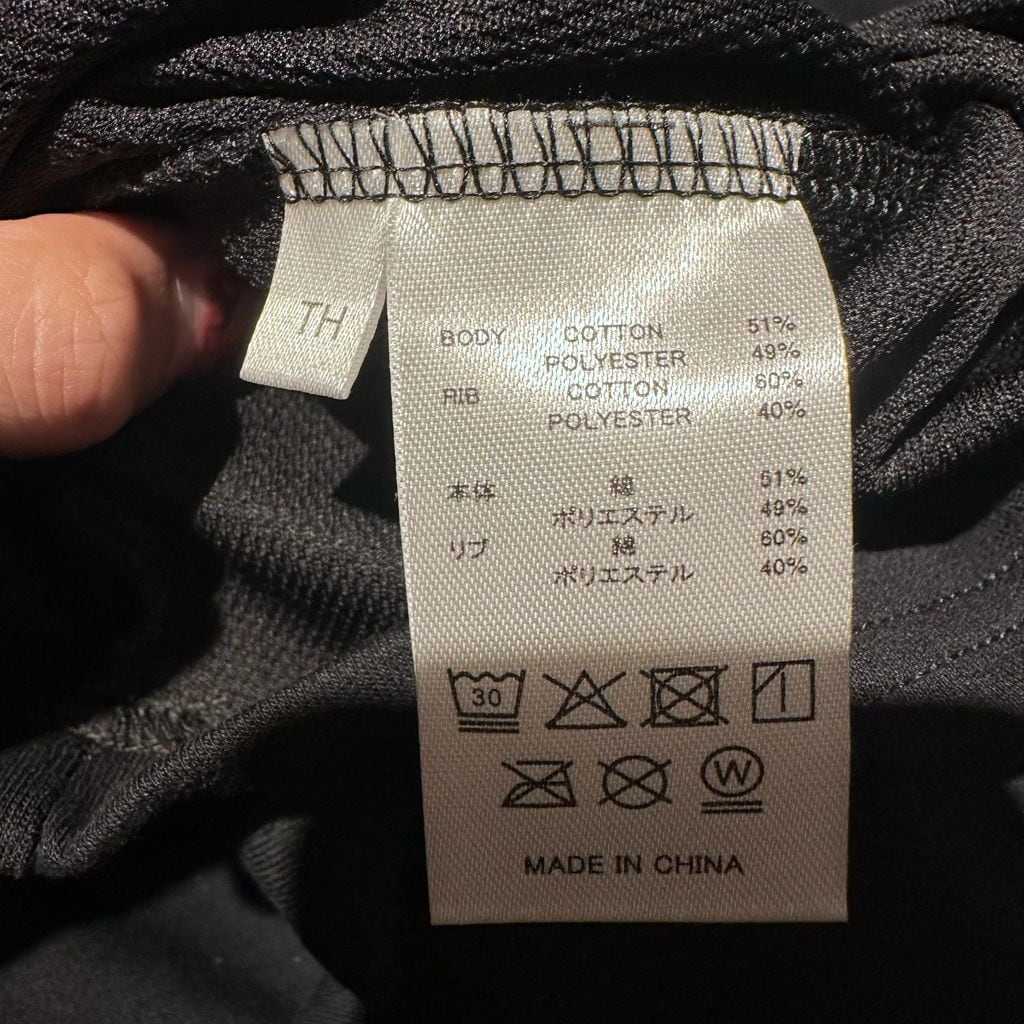 TH
BODY COTTON 51%
POLYESTER 49%
RIB COTTON 60%
POLYESTER 40%
本体 綿 51%
ポリエステル 49%
リブ 綿 60%
ポリエステル 40%
30
W
MADE IN CHINA